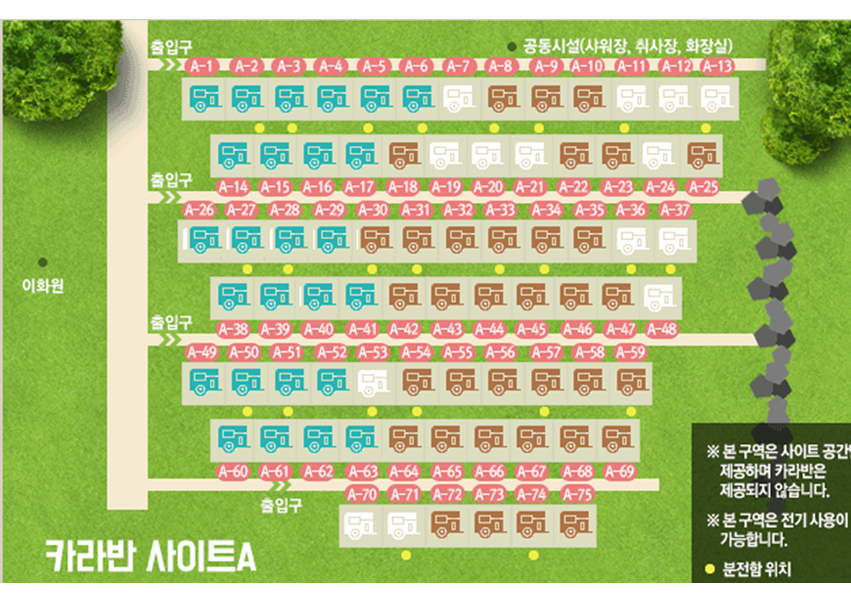 출입구
공동시설(샤워장, 취사장, 화장실)
A-1 A-2 A-3 A-4 A-5 A-6 A-7 A-8 A-9 A-10 A-11 A-12 A-13
출입구
A-14 A-15 A-16 A-17 A-18 A-19 A-20 A-21 A-22 A-23 A-24 A-25
A-26 A-27 A-28 A-29 A-30 A-31 A-32 A-33 A-34 A-35 A-36 A-37
이화원
출입구
A-38 A-39 A-40 A-41 A-42 A-43 A-44 A-45 A-46 A-47 A-48
A-49 A-50 A-51 A-52 A-53 A-54 A-55 A-56 A-57 A-58 A-59
A-60 A-61 A-62 A-63 A-64 A-65 A-66 A-67 A-68 A-69
출입구
A-70 A-71 A-72 A-73 A-74 A-75
카라반 사이트A
※ 본 구역은 사이트 공간
제공하며 카라반은
제공되지 않습니다.
※ 본 구역은 전기 사용이
가능합니다.
분전함 위치